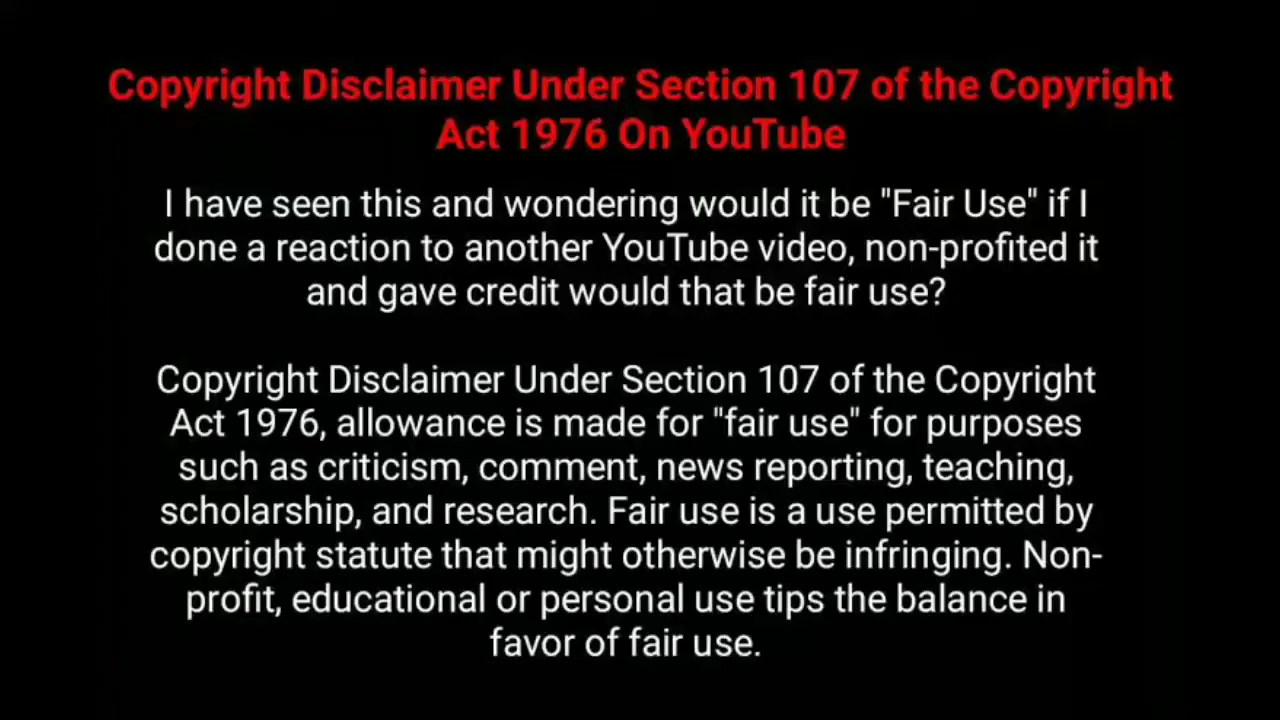 Copyright Disclaimer Under Section 107 of the Copyright
Act 1976 On YouTube
I have seen this and wondering would it be "Fair Use" if I
done a reaction to another YouTube video, non-profited it
and gave credit would that be fair use?
Copyright Disclaimer Under Section 107 of the Copyright
Act 1976, allowance is made for "fair use" for purposes
such as criticism, comment, news reporting, teaching,
scholarship, and research. Fair use is a use permitted by
copyright statute that might otherwise be infringing. Non-
profit, educational or personal use tips the balance in
favor of fair use.